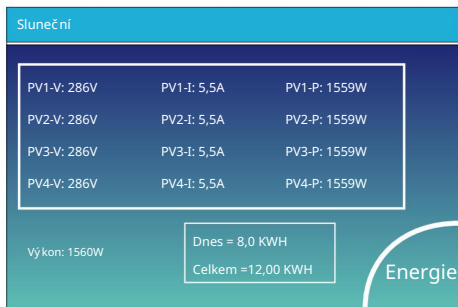 Sluneční
PV1-V: 286V PV1-I: 5,5A PV1-P: 1559W
PV2-V: 286V PV2-I: 5,5A PV2-P: 1559W
PV3-V: 286V PV3-I: 5,5A PV3-P: 1559W
PV4-V: 286V PV4-I: 5,5A PV4-P: 1559W
Výkon: 1560W
Dnes = 8,0 KWH
Celkem =12,00 KWH
Energie